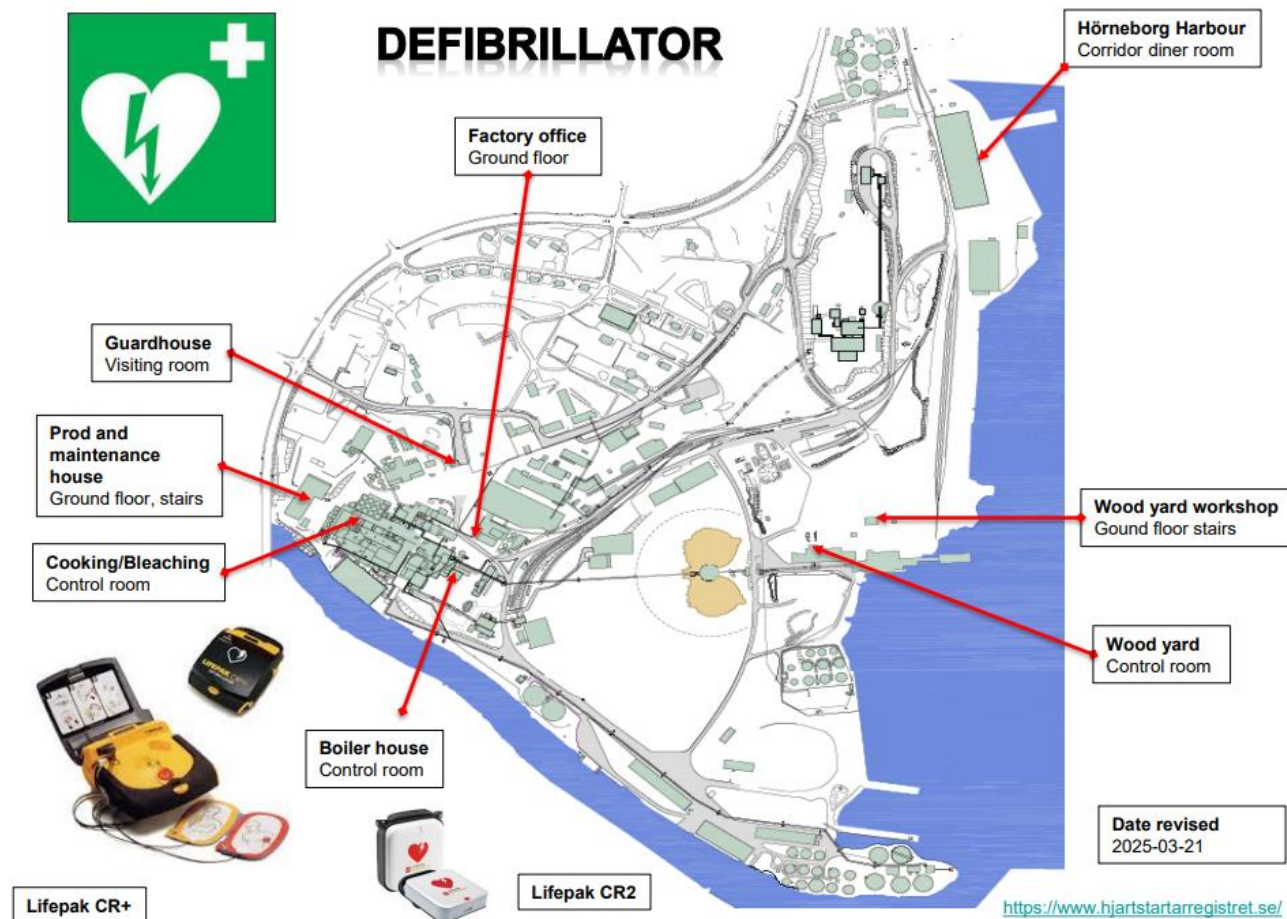 DEFIBRILLATOR
Hörneborg Harbour
Corridor diner room
Factory office
Ground floor
Guardhouse
Visiting room
Prod and
maintenance
house
Ground floor, stairs
Cooking/Bleaching
Control room
Wood yard workshop
Gound floor stairs
Wood yard
Control room
Boiler house
Control room
LIFEPAK CR
Date revised
2025-03-21
Lifepak CR+
Lifepak CR2
https://www.hjartstartarregistret.se/